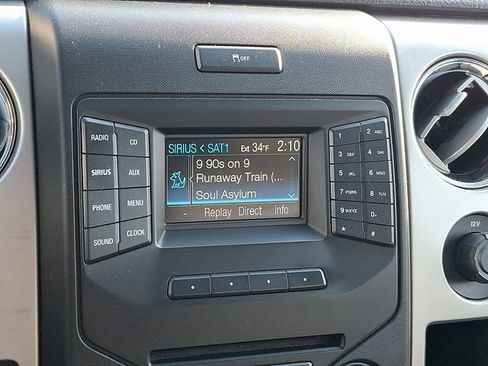 OFF
RADIO CD
SIRIUS AUX
PHONE MENU
SOUND CLOCK
SIRIUS < SAT1 Ext 34°F 2:10
9 90s on 9
Runaway Train (...
Soul Asylum
- Replay Direct Info
1 2 ABC
3 DEF 4 GHI
5 JKL 6 MNO
7 PQRS 8 TUV
9 WXYZ 0
* #
12V